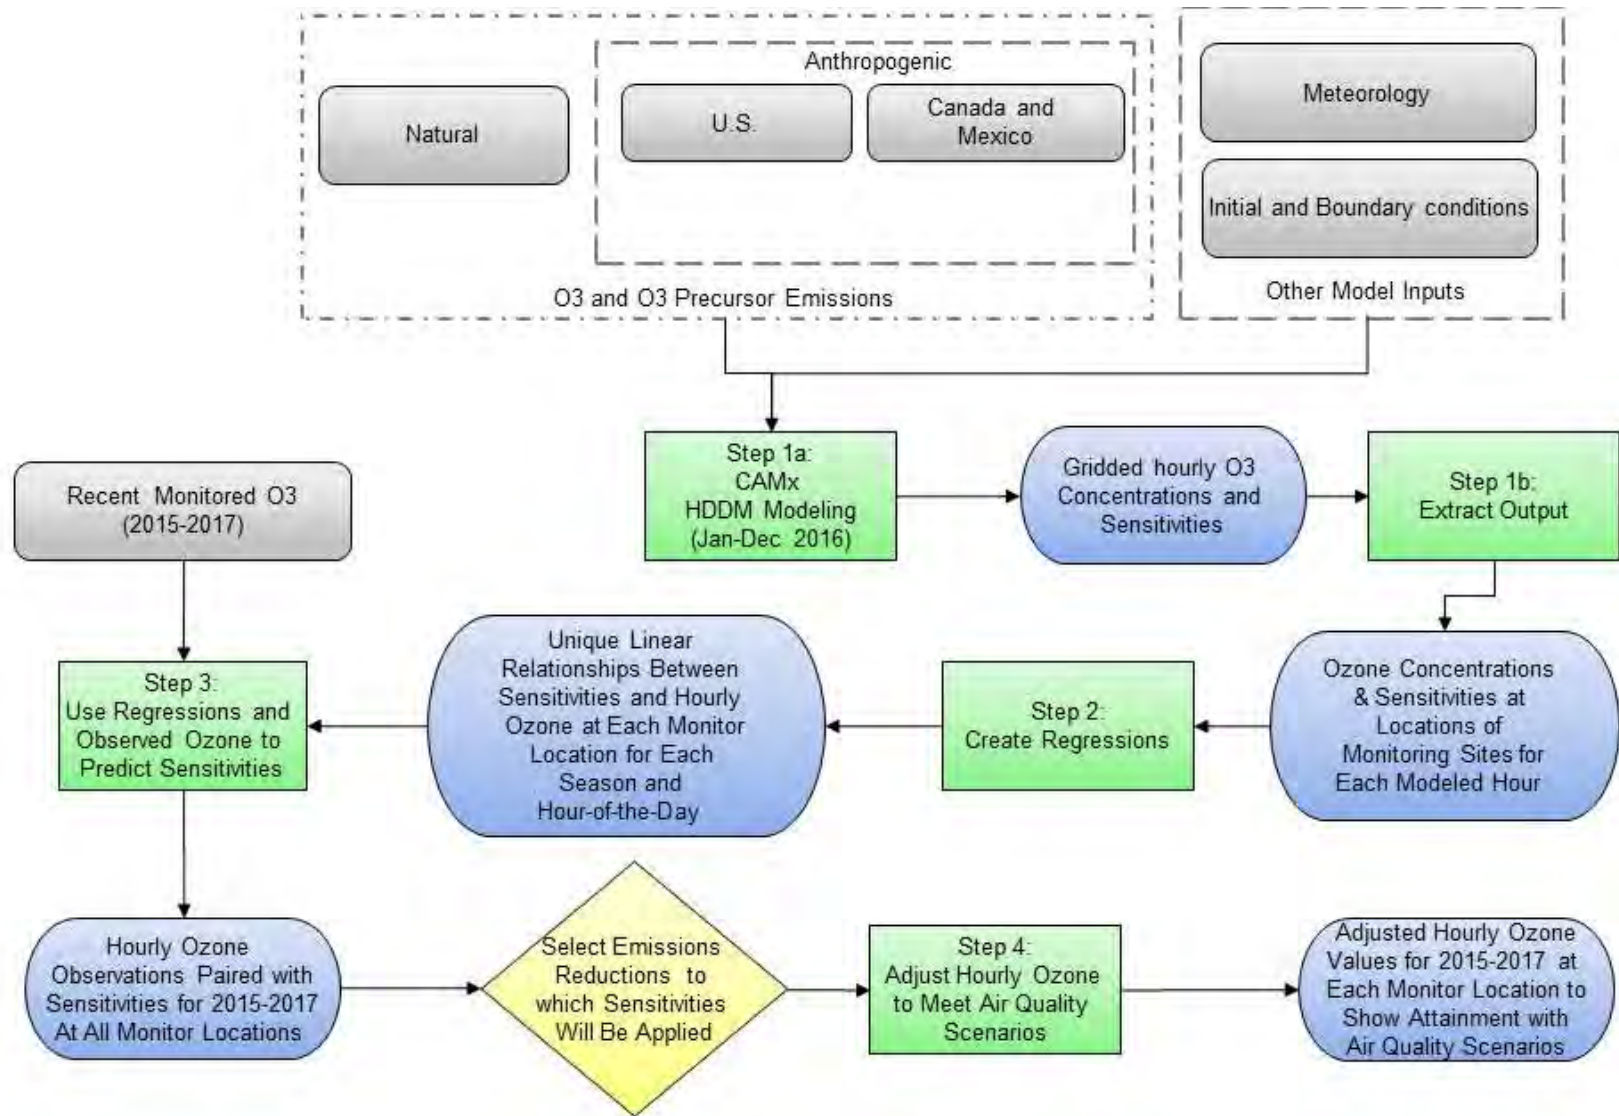 Anthropogenic
Natural
U.S.
Canada and
Mexico
O3 and O3 Precursor Emissions
Meteorology
Initial and Boundary conditions
Other Model Inputs
Step 1a:
CAMx
HDDM Modeling
(Jan-Dec 2016)
Gridded hourly O3
Concentrations and
Sensitivities
Step 1b:
Extract Output
Recent Monitored O3
(2015-2017)
Ozone Concentrations
& Sensitivities at
Locations of
Monitoring Sites for
Each Modeled Hour
Step 2:
Create Regressions
Unique Linear
Relationships Between
Sensitivities and Hourly
Ozone at Each Monitor
Location for Each
Season and
Hour-of-the-Day
Step 3:
Use Regressions and
Observed Ozone to
Predict Sensitivities
Hourly Ozone
Observations Paired with
Sensitivities for 2015-2017
At All Monitor Locations
Select Emissions
Reductions to
which Sensitivities
Will Be Applied
Step 4:
Adjust Hourly Ozone
to Meet Air Quality
Scenarios
Adjusted Hourly Ozone
Values for 2015-2017 at
Each Monitor Location to
Show Attainment with
Air Quality Scenarios